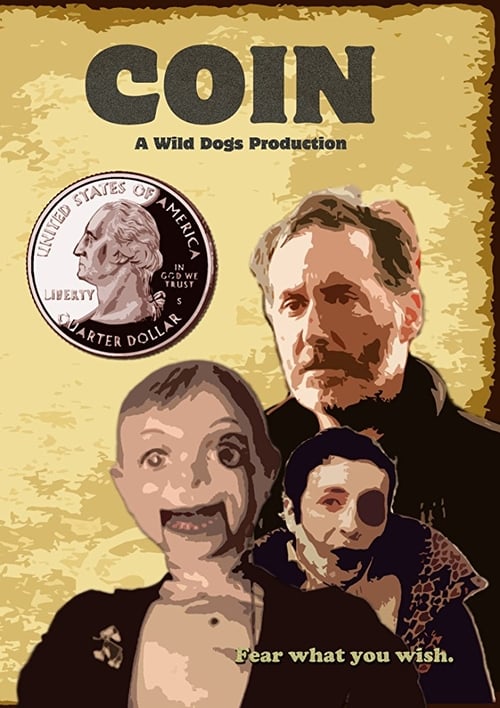 COIN
A Wild Dogs Production
UNITED STATES OF AMERICA
IN
GOD WE
TRUST
LIBERTY
S
QUARTER DOLLAR
Fear what you wish.